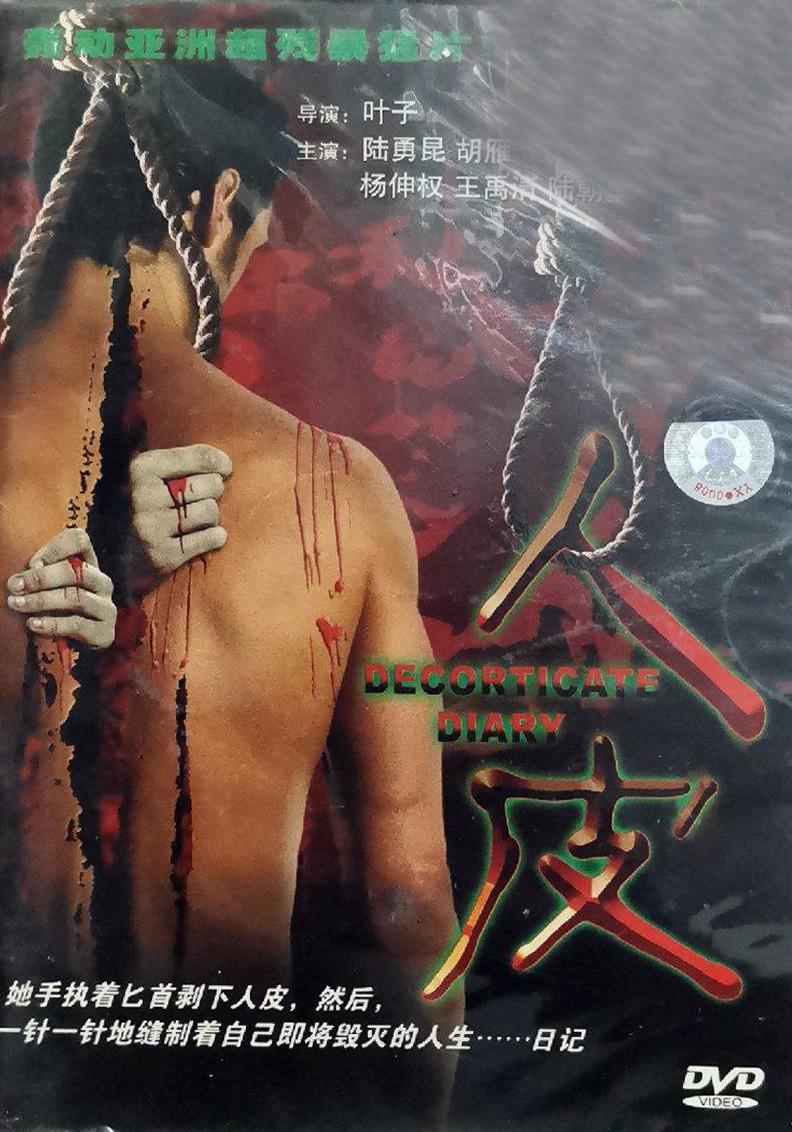 轰动亚洲超残暴猛片！
导演：叶子
主演：陆勇昆 胡雁
杨伸权 王禹清 陆朝
人
DECORTICATE
DIARY
皮
她手执着匕首剥下人皮，然后，
一针一针地缝制着自己即将毁灭的人生……日记
DVD
VIDEO